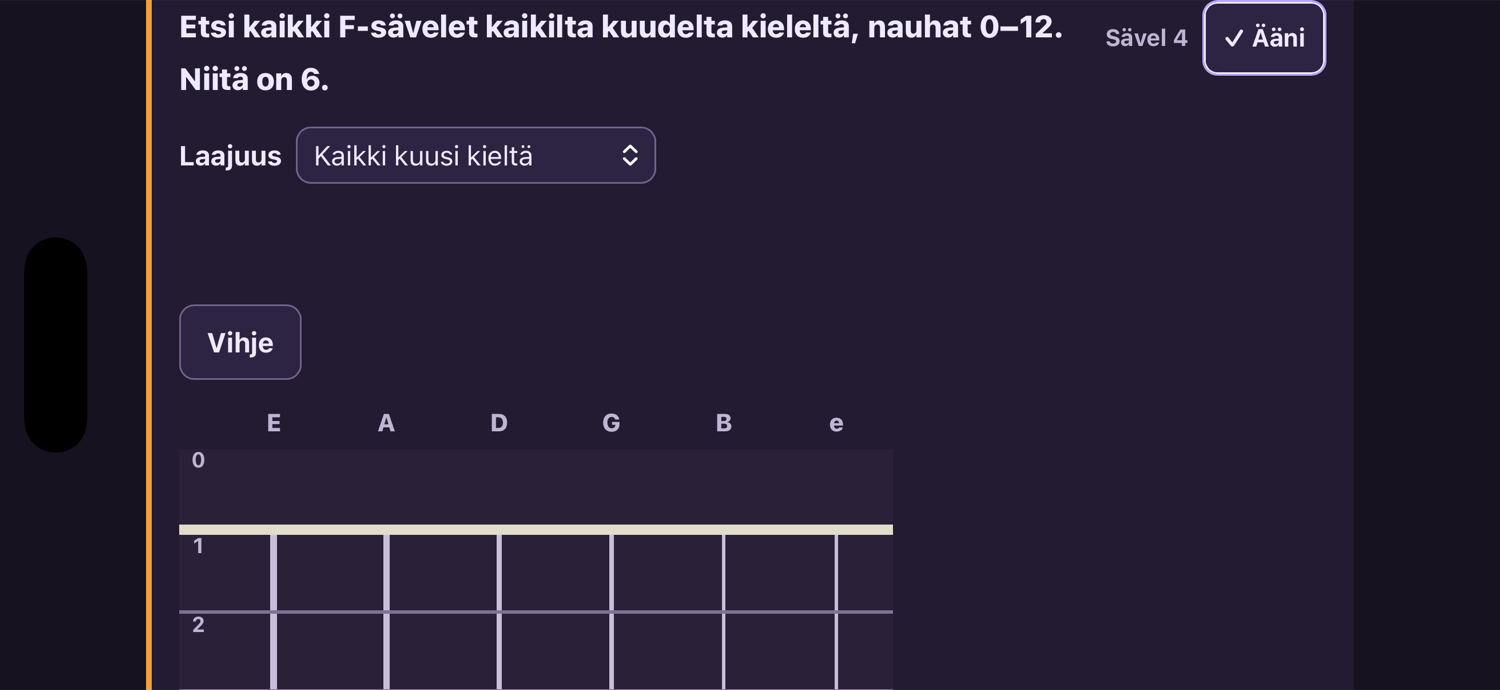 Etsi kaikki F-sävelet kaikilta kuudelta kieleltä, nauhat 0–12.
Niitä on 6.
Sävel 4
✓ Ääni
Laajuus
Kaikki kuusi kieltä
Vihje
E A D G B e
0
1
2